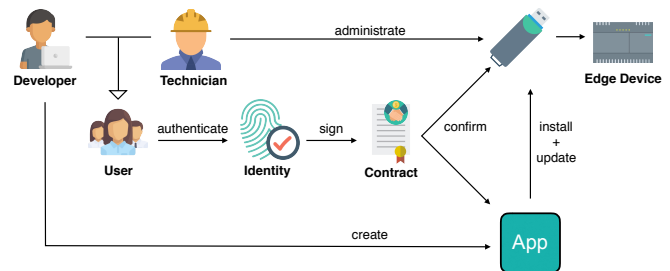 administrate
Developer
Technician
Edge Device
authenticate
sign
confirm
install
+
update
User
Identity
Contract
create
App